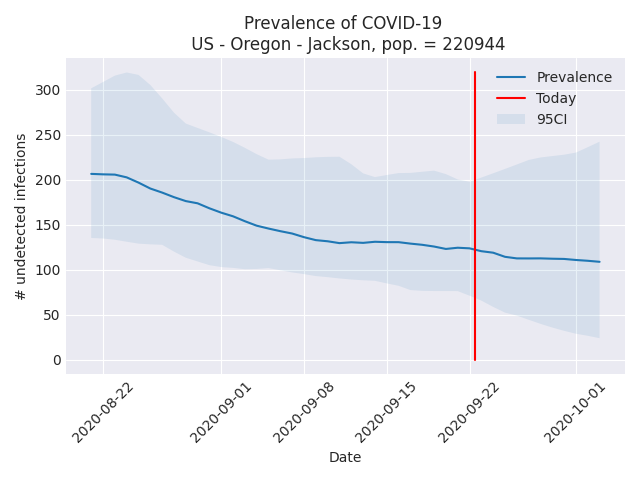 Prevalence of COVID-19
US - Oregon - Jackson, pop. = 220944
Prevalence
Today
95CI
# undetected infections
300
250
200
150
100
50
0
2020-08-22
2020-09-01
2020-09-08
2020-09-15
2020-09-22
2020-10-01
Date